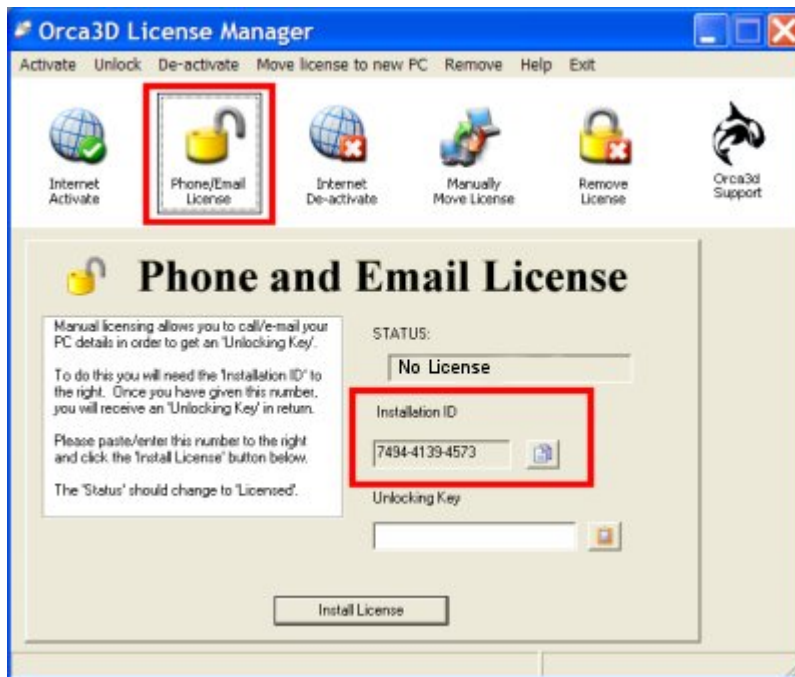 Orca3D License Manager
Activate Unlock De-activate Move license to new PC Remove Help Exit
Internet Activate
Phone/Email License
Internet De-activate
Manually Move License
Remove License
Orca3d Support
Phone and Email License
Manual licensing allows you to call/e-mail your
PC details in order to get an 'Unlocking Key'.
To do this you will need the 'Installation ID' to
the right. Once you have given this number,
you will receive an 'Unlocking Key' in return.
Please paste/enter this number to the right
and click the 'Install License' button below.
The 'Status' should change to 'Licensed'.
STATUS:
No License
Installation ID
7494-4139-4573
Unlocking Key
Install License